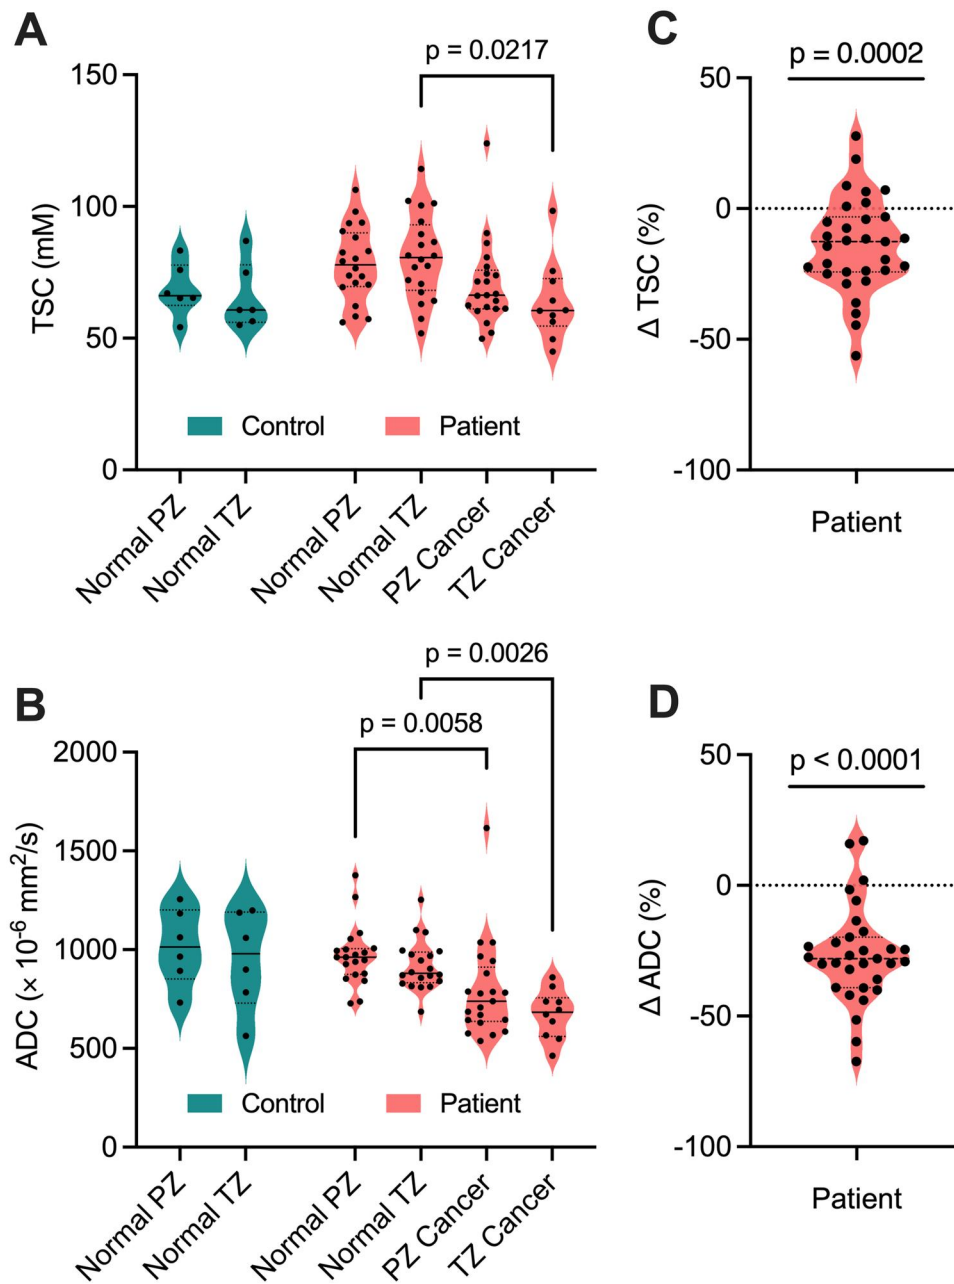 A
p = 0.0217
150
100
50
0
TSC (mM)
Control
Patient
Normal PZ
Normal TZ
Normal PZ
Normal TZ
PZ Cancer
TZ Cancer
C
p = 0.0002
50
0
-50
-100
Δ TSC (%)
Patient
B
p = 0.0026
p = 0.0058
2000
1500
1000
500
0
ADC (× 10⁻⁶ mm²/s)
Control
Patient
Normal PZ
Normal TZ
Normal PZ
Normal TZ
PZ Cancer
TZ Cancer
D
p < 0.0001
50
0
-50
-100
Δ ADC (%)
Patient